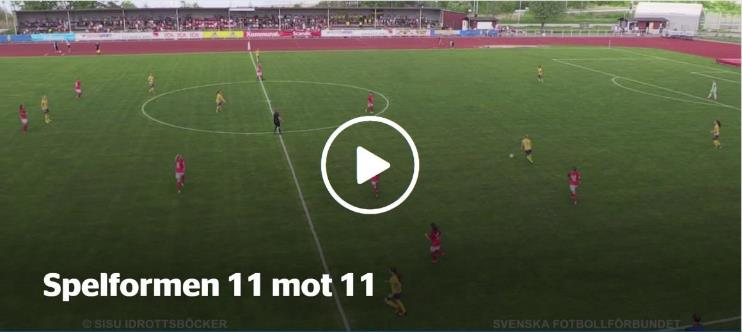 Spelformen 11 mot 11
© SISU IDROTTSBÖCKER
SVENSKA FOTBOLLFÖRBUNDET